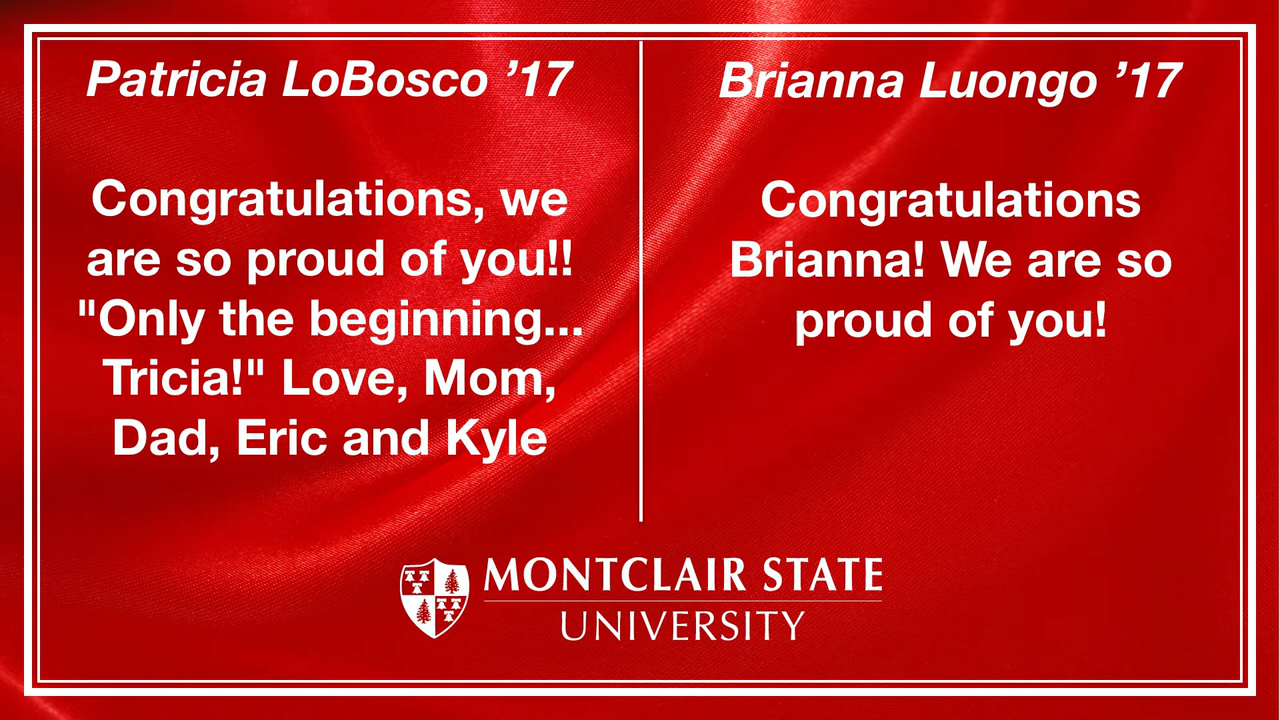 Patricia LoBosco ’17
Congratulations, we
are so proud of you!!
"Only the beginning...
Tricia!" Love, Mom,
Dad, Eric and Kyle
Brianna Luongo ’17
Congratulations
Brianna! We are so
proud of you!
MONTCLAIR STATE
UNIVERSITY